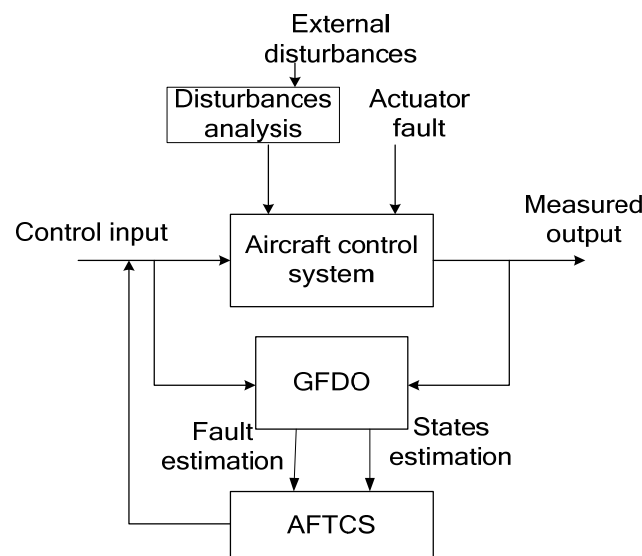 External
disturbances
Disturbances
analysis
Actuator
fault
Control input
Aircraft control
system
Measured
output
GFDO
Fault
estimation
States
estimation
AFTCS